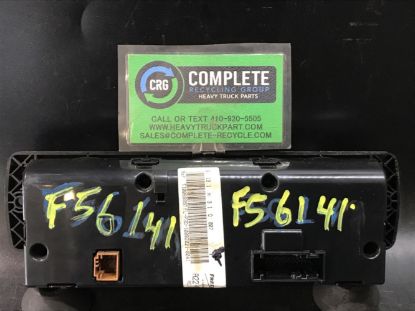 CRG
COMPLETE
RECYCLING GROUP
HEAVY TRUCK PARTS
CALL OR TEXT 410-920-5505
WWW.HEAVYTRUCKPART.COM
SALES@COMPLETE-RECYCLE.COM
F56141
F56141